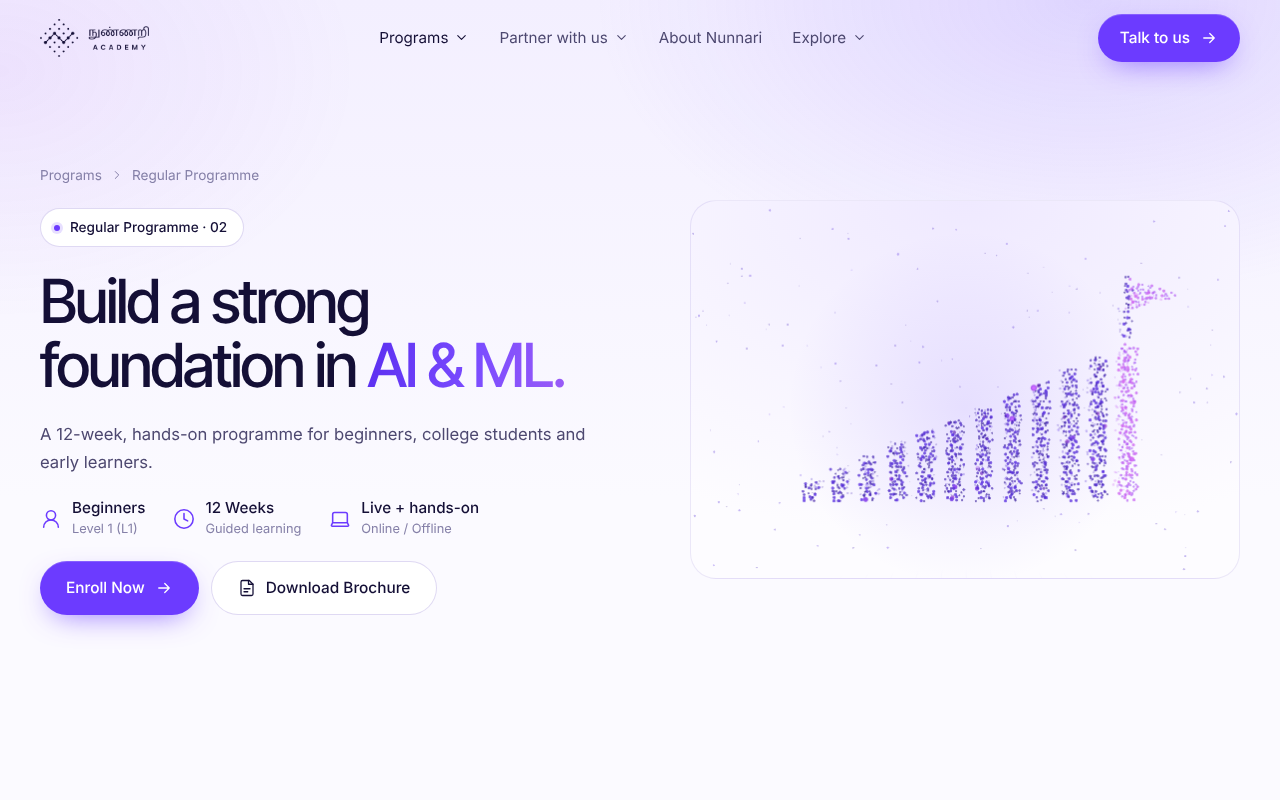 நுண்ணறி
ACADEMY
Programs
Partner with us
About Nunnari
Explore
Talk to us
Programs > Regular Programme
Regular Programme · 02
Build a strong
foundation in AI & ML.
A 12-week, hands-on programme for beginners, college students and
early learners.
Beginners
Level 1 (L1)
12 Weeks
Guided learning
Live + hands-on
Online / Offline
Enroll Now
Download Brochure